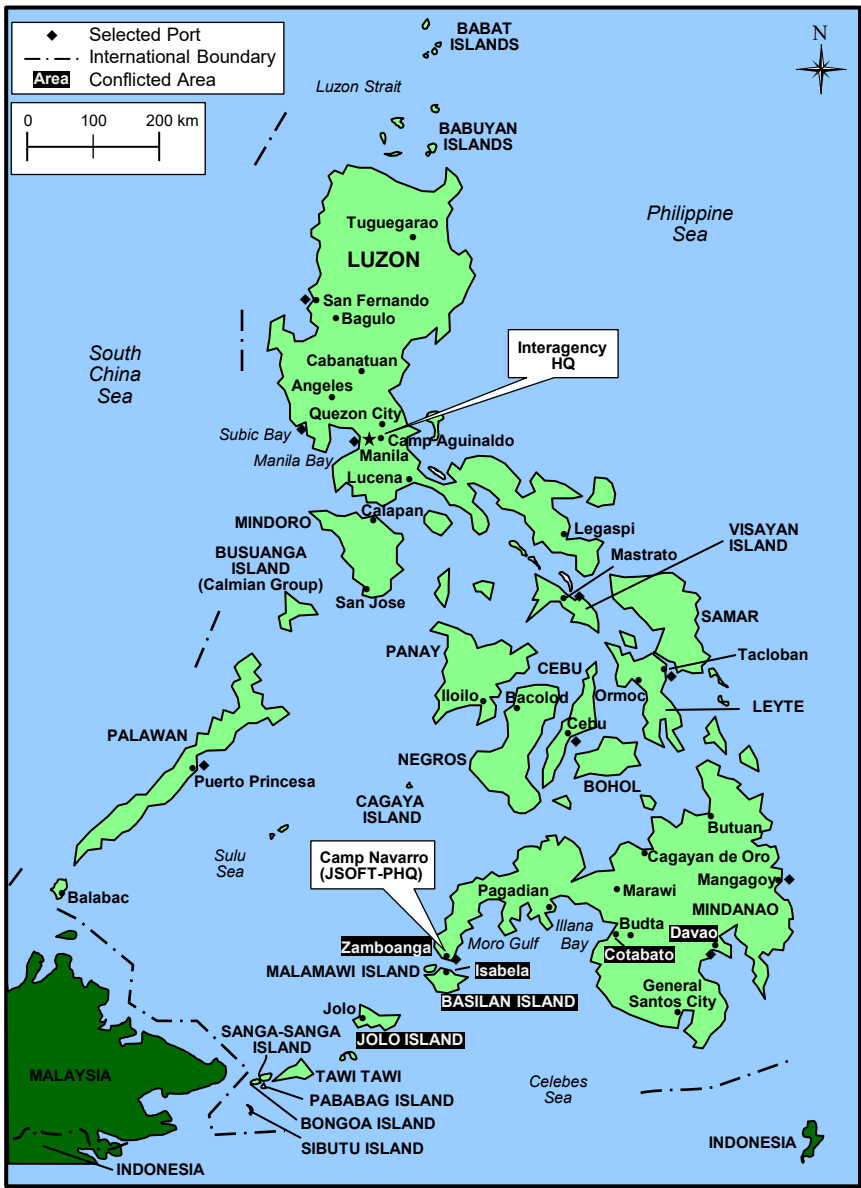 Selected Port
International Boundary
Area Conflicted Area
0 100 200 km
N
BABAT
ISLANDS
Luzon Strait
BABUYAN
ISLANDS
Philippine
Sea
Tuguegarao
LUZON
San Fernando
Bagulo
South
China
Sea
Cabanatuan
Angeles
Interagency
HQ
Quezon City
Subic Bay
Camp Aguinaldo
Manila Bay
Manila
Lucena
Calapan
MINDORO
BUSUANGA
ISLAND
(Calmian Group)
San Jose
Legaspi
Mastrato
VISAYAN
ISLAND
SAMAR
PANAY
CEBU
Tacloban
Iloilo
Bacolod
Ormoc
LEYTE
Cebu
PALAWAN
NEGROS
BOHOL
Puerto Princesa
CAGAYA
ISLAND
Butuan
Sulu
Sea
Camp Navarro
(JSOFT-PHQ)
Cagayan de Oro
Balabac
Pagadian
Marawi
Mangagoy
MINDANAO
Illana
Bay
Budta
Davao
Moro Gulf
Zamboanga
Cotabato
MALAMAWI ISLAND
Isabela
BASILAN ISLAND
General
Santos City
Jolo
JOLO ISLAND
SANGA-SANGA
ISLAND
MALAYSIA
TAWI TAWI
Celebes
Sea
PABABAG ISLAND
BONGOA ISLAND
SIBUTU ISLAND
INDONESIA
INDONESIA